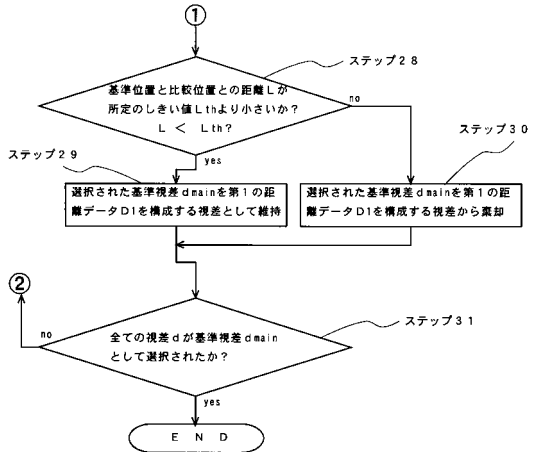 ①
ステップ28
基準位置と比較位置との距離Lが
所定のしきい値Lthより小さいか?
L < Lth?
no
yes
ステップ29
ステップ30
選択された基準視差dmainを第1の距
離データD1を構成する視差として維持
選択された基準視差dmainを第1の距
離データD1を構成する視差から棄却
②
no
ステップ31
全ての視差dが基準視差dmain
として選択されたか?
yes
END